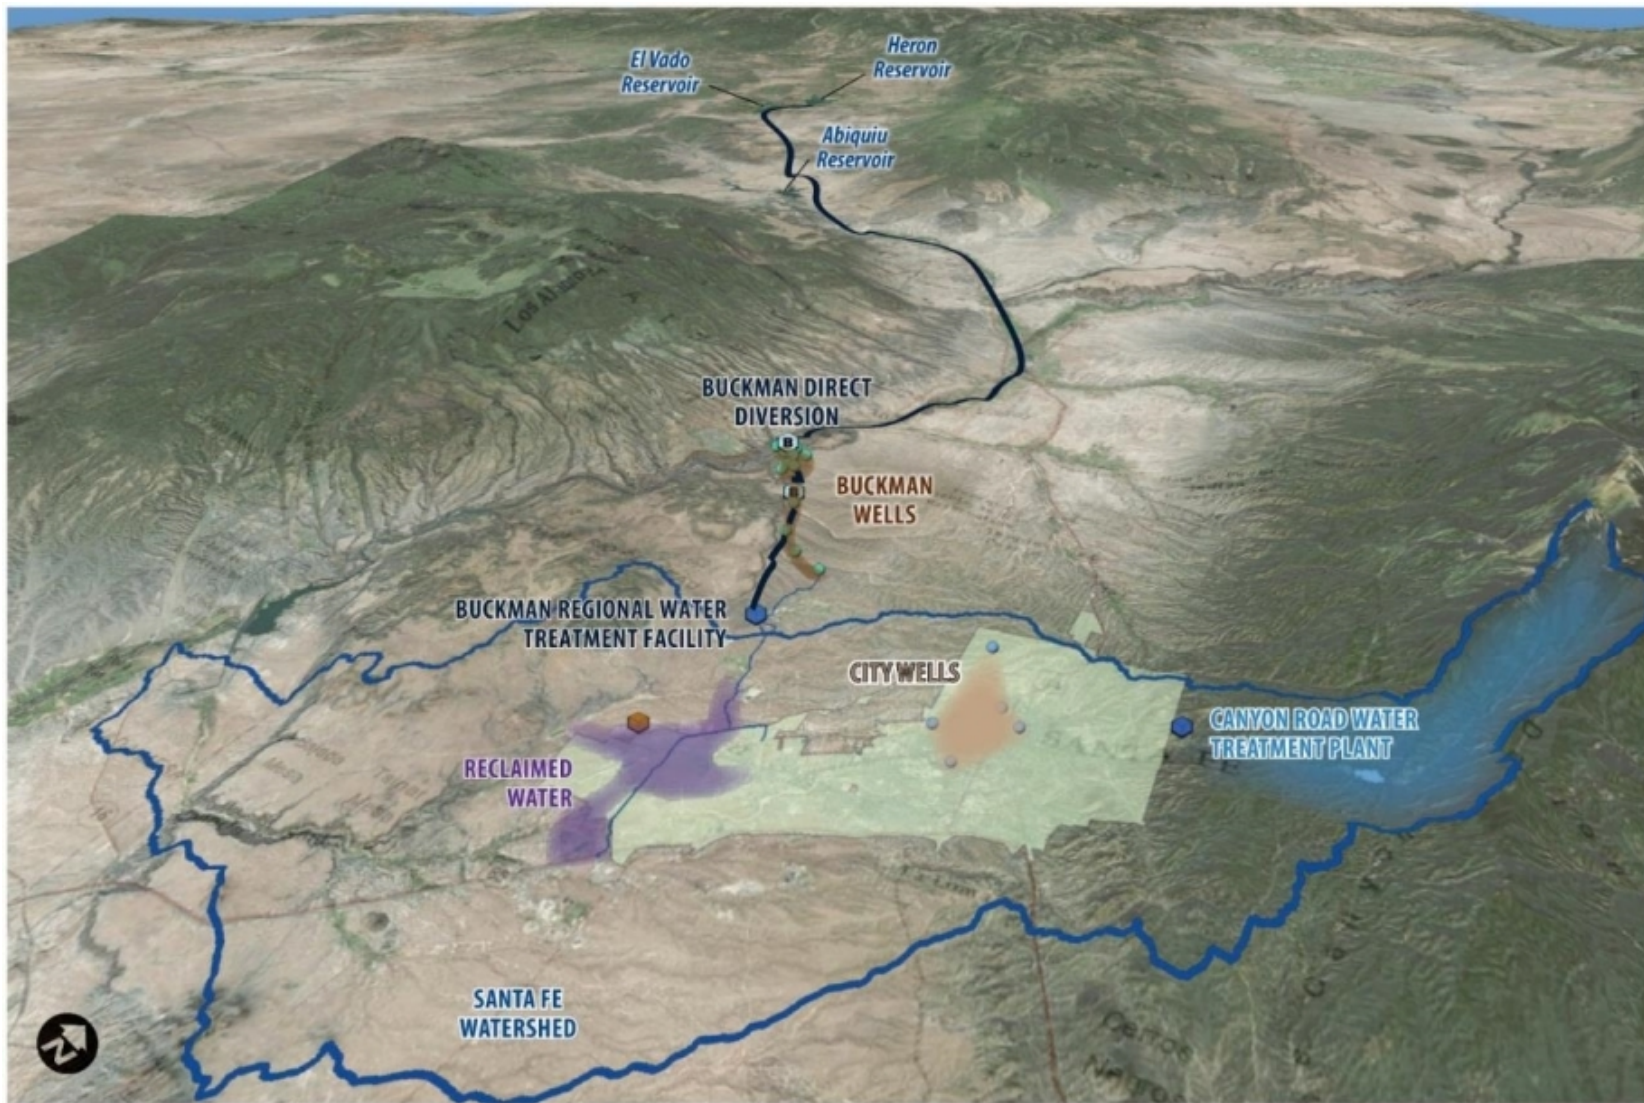 El Vado
Reservoir
Heron
Reservoir
Abiquiu
Reservoir
Los Alamos
BUCKMAN DIRECT
DIVERSION
B
BUCKMAN
WELLS
BUCKMAN REGIONAL WATER
TREATMENT FACILITY
CITY WELLS
CANYON ROAD WATER
TREATMENT PLANT
RECLAIMED
WATER
SANTA FE
WATERSHED
N